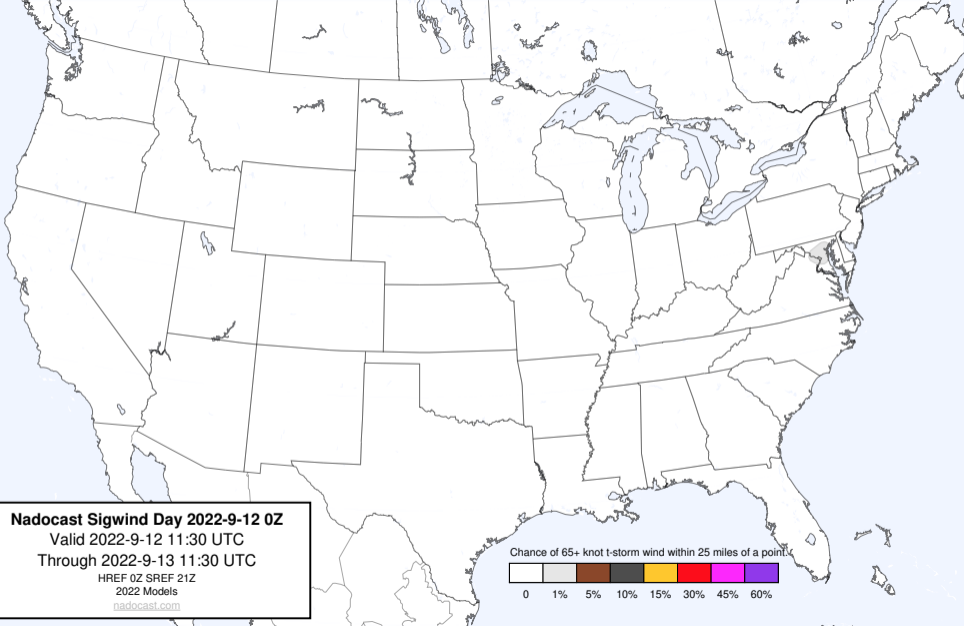 Nadocast Sigwind Day 2022-9-12 0Z
Valid 2022-9-12 11:30 UTC
Through 2022-9-13 11:30 UTC
HREF 0Z SREF 21Z
2022 Models
nadocast.com
Chance of 65+ knot t-storm wind within 25 miles of a point.
0 1% 5% 10% 15% 30% 45% 60%